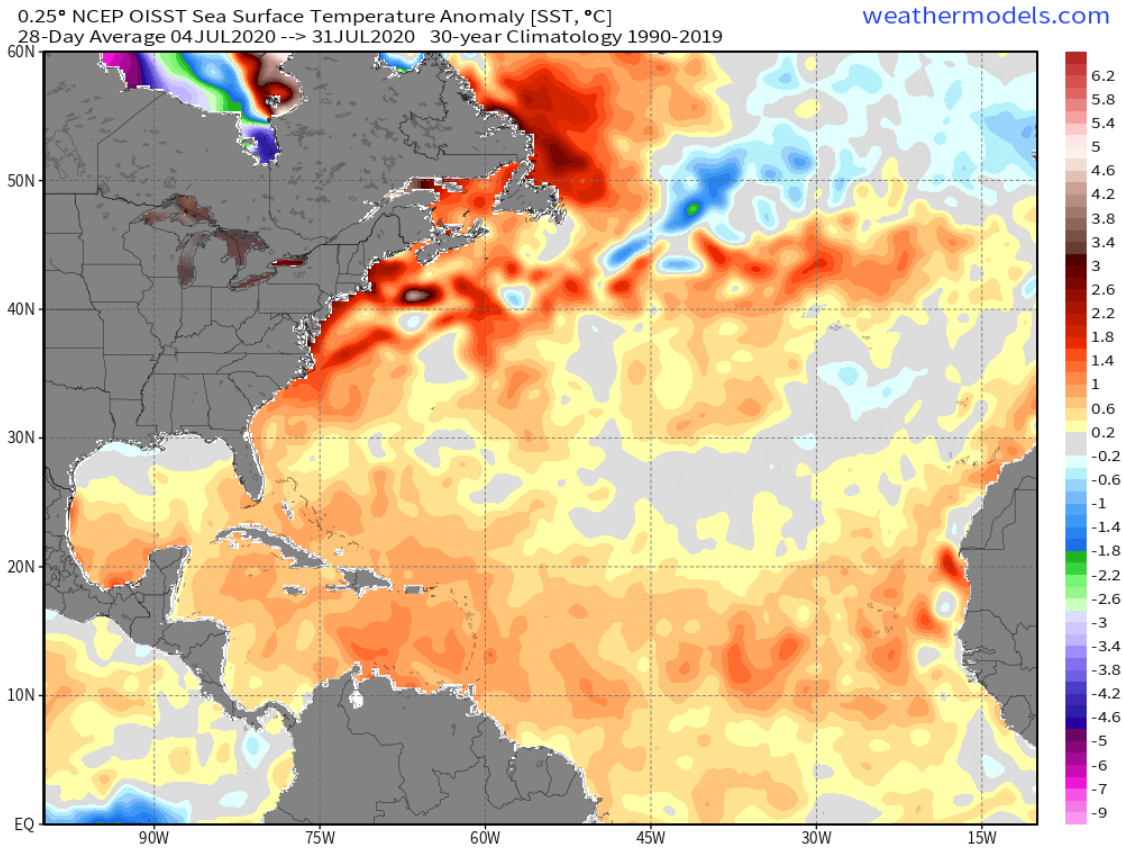 0.25° NCEP OISST Sea Surface Temperature Anomaly [SST, °C]
weathermodels.com
28-Day Average 04JUL2020 --> 31JUL2020 30-year Climatology 1990-2019
60N
50N
40N
30N
20N
10N
EQ
90W
75W
60W
45W
30W
15W
6.2
5.8
5.4
5
4.6
4.2
3.8
3.4
3
2.6
2.2
1.8
1.4
1
0.6
0.2
-0.2
-0.6
-1
-1.4
-1.8
-2.2
-2.6
-3
-3.4
-3.8
-4.2
-4.6
-5
-6
-7
-9